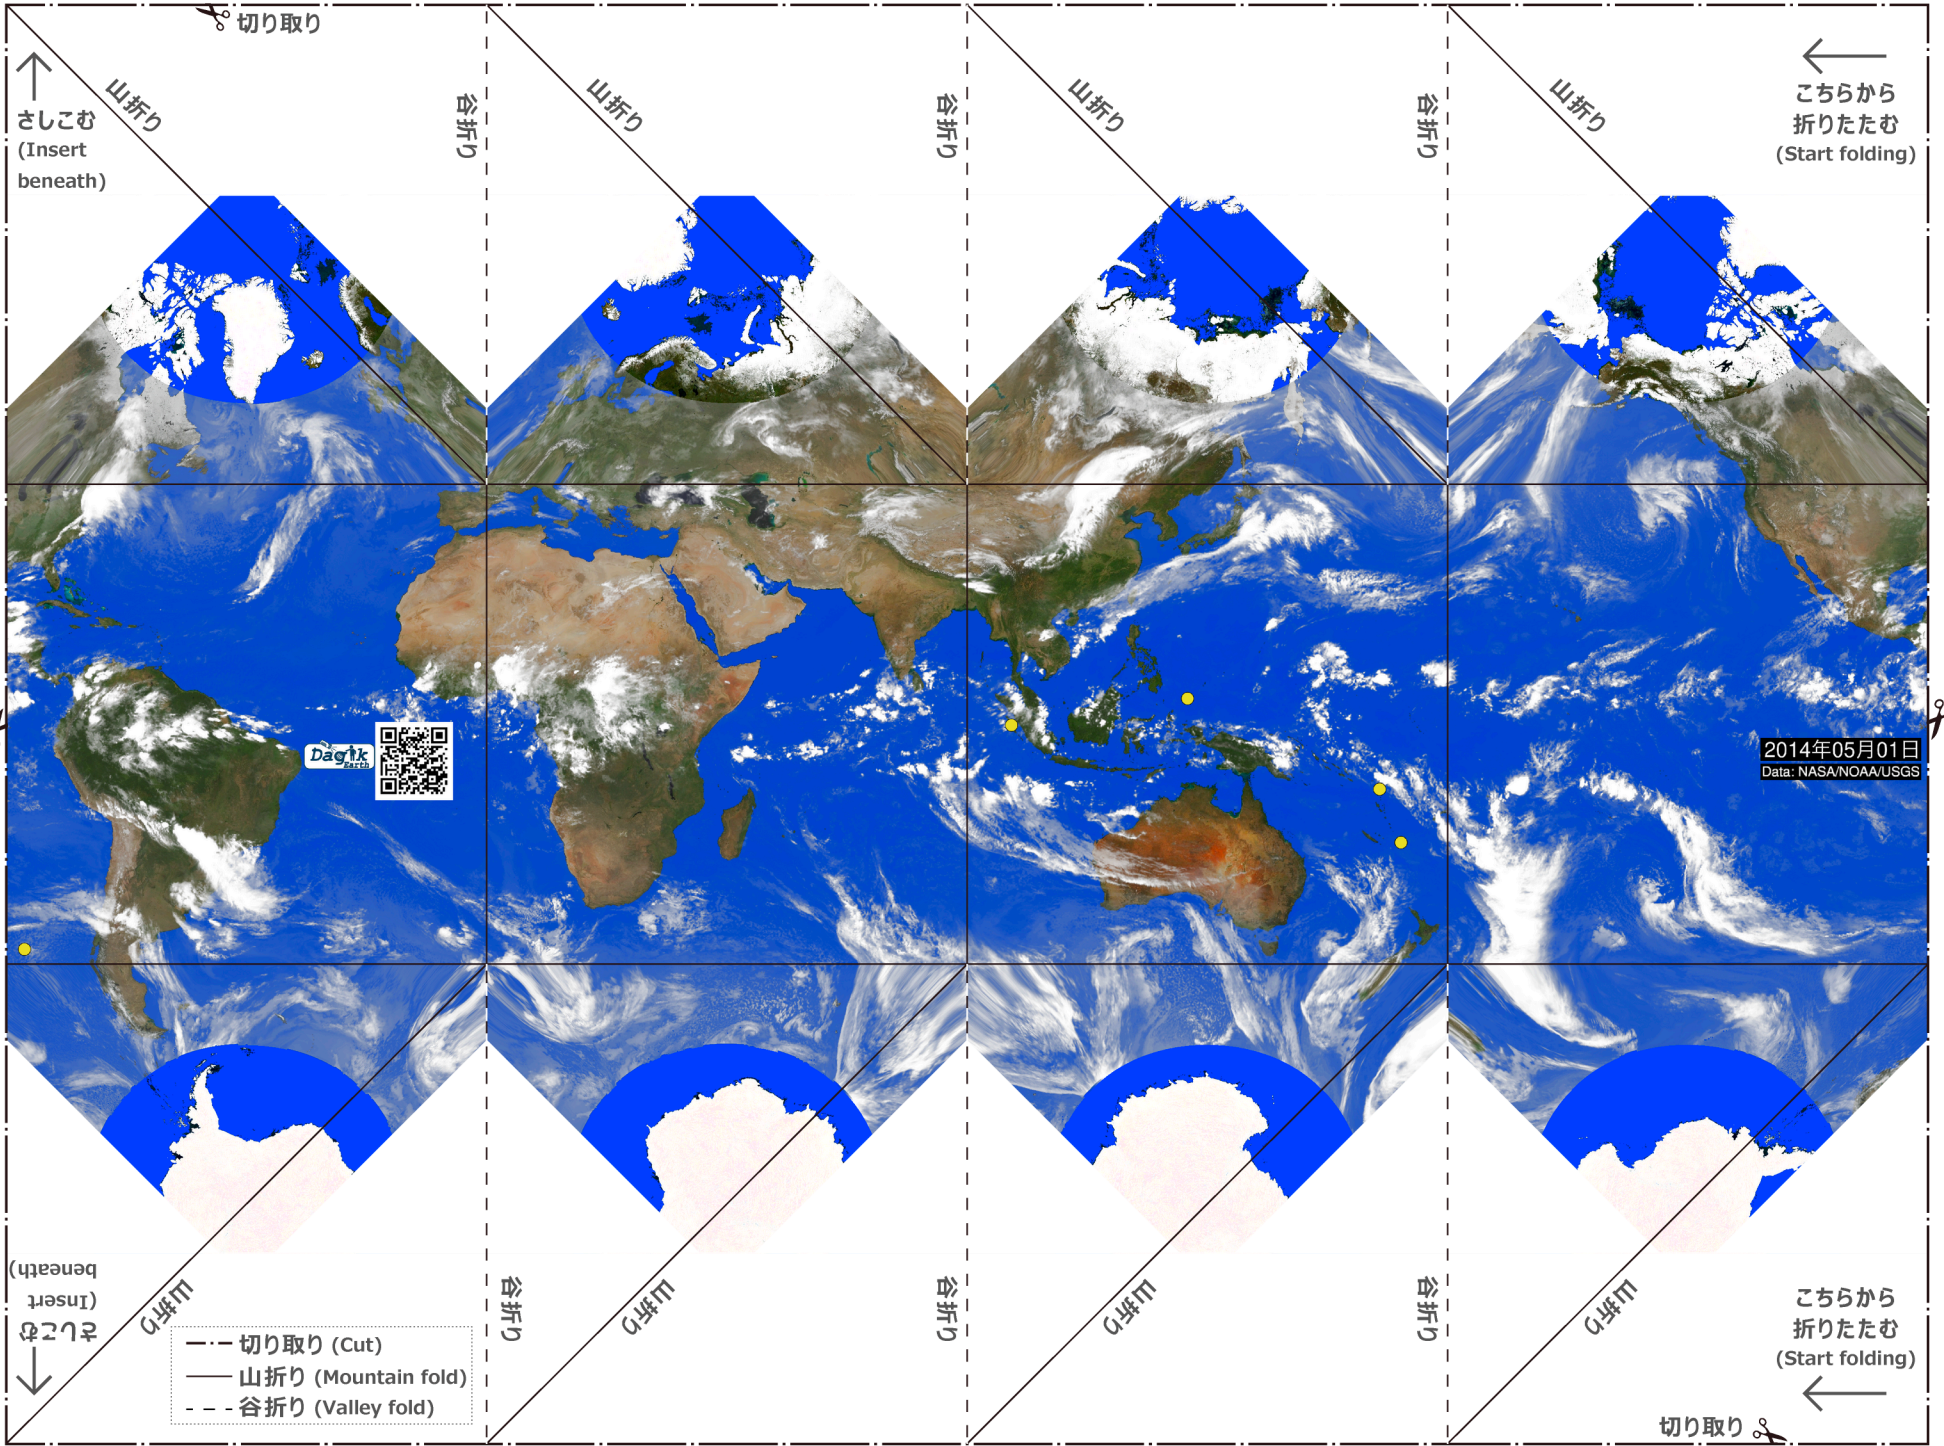 切り取り
山折り
谷折り
山折り
谷折り
山折り
谷折り
山折り
さしこむ
(Insert
beneath)
こちらから
折りたたむ
(Start folding)
Dagik
Earth
2014年05月01日
Data: NASA/NOAA/USGS
さしこむ
(Insert
beneath)
山折り
谷折り
山折り
谷折り
山折り
谷折り
山折り
切り取り (Cut)
山折り (Mountain fold)
谷折り (Valley fold)
こちらから
折りたたむ
(Start folding)
切り取り